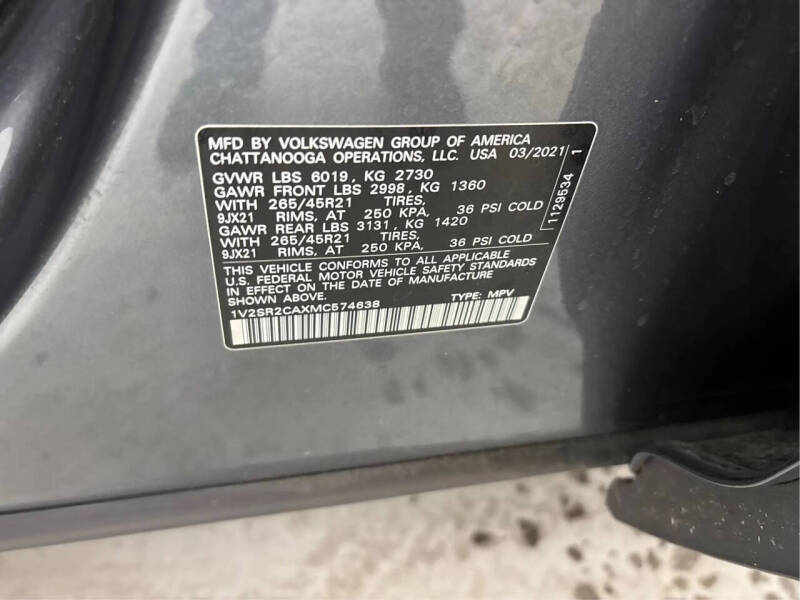 MFD BY VOLKSWAGEN GROUP OF AMERICA
CHATTANOOGA OPERATIONS, LLC. USA 03/2021
GVWR LBS 6019, KG 2730
GAWR FRONT LBS 2998, KG 1360
WITH 265/45R21 TIRES,
9JX21 RIMS, AT 250 KPA, 36 PSI COLD
GAWR REAR LBS 3131, KG 1420
WITH 265/45R21 TIRES,
9JX21 RIMS, AT 250 KPA, 36 PSI COLD
THIS VEHICLE CONFORMS TO ALL APPLICABLE
U.S. FEDERAL MOTOR VEHICLE SAFETY STANDARDS
IN EFFECT ON THE DATE OF MANUFACTURE
SHOWN ABOVE
1V2SR2CAXMC574638 TYPE: MPV
1129534 1